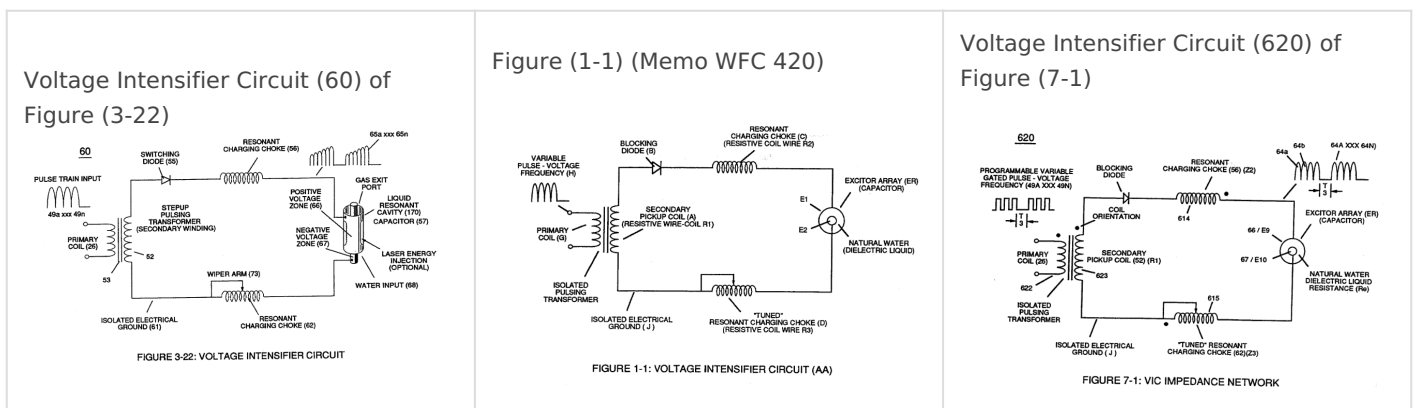 Voltage Intensifier Circuit (60) of
Figure (3-22)
60
65a xxx 65n
SWITCHING
DIODE (55)
RESONANT
CHARGING CHOKE (56)
PULSE TRAIN INPUT
49a xxx 49n
GAS EXIT
PORT
POSITIVE
VOLTAGE
ZONE (66)
LIQUID
RESONANT
CAVITY (170)
CAPACITOR (57)
STEPUP
PULSING
TRANSFORMER
(SECONDARY WINDING)
NEGATIVE
VOLTAGE
ZONE (67)
PRIMARY
COIL (26)
LASER ENERGY
INJECTION
(OPTIONAL)
52
53
WIPER ARM (73)
WATER INPUT (68)
ISOLATED ELECTRICAL
GROUND (61)
RESONANT
CHARGING CHOKE (62)
FIGURE 3-22: VOLTAGE INTENSIFIER CIRCUIT
Figure (1-1) (Memo WFC 420)
RESONANT
CHARGING CHOKE (C)
(RESISTIVE COIL WIRE R2)
BLOCKING
DIODE (B)
VARIABLE
PULSE - VOLTAGE
FREQUENCY (H)
EXCITOR ARRAY (ER)
(CAPACITOR)
E1
E2
SECONDARY
PICKUP COIL (A)
(RESISTIVE WIRE-COIL R1)
PRIMARY
COIL (G)
NATURAL WATER
(DIELECTRIC LIQUID)
ISOLATED
PULSING
TRANSFORMER
ISOLATED ELECTRICAL
GROUND ( J )
"TUNED"
RESONANT CHARGING CHOKE (D)
(RESISTIVE COIL WIRE R3)
FIGURE 1-1: VOLTAGE INTENSIFIER CIRCUIT (AA)
Voltage Intensifier Circuit (620) of
Figure (7-1)
620
64a
64b
64A XXX 64N)
T
3
PROGRAMMABLE VARIABLE
GATED PULSE - VOLTAGE
FREQUENCY (49A XXX 49N)
BLOCKING
DIODE
RESONANT
CHARGING CHOKE (56) (Z2)
614
T
3
COIL
ORIENTATION
EXCITOR ARRAY (ER)
(CAPACITOR)
66 / E9
67 / E10
PRIMARY
COIL (26)
SECONDARY
PICKUP COIL (52) (R1)
623
622
NATURAL WATER
DIELECTRIC LIQUID
RESISTANCE (Re)
ISOLATED
PULSING
TRANSFORMER
615
ISOLATED ELECTRICAL
GROUND ( J )
"TUNED" RESONANT
CHARGING CHOKE (62)(Z3)
FIGURE 7-1: VIC IMPEDANCE NETWORK